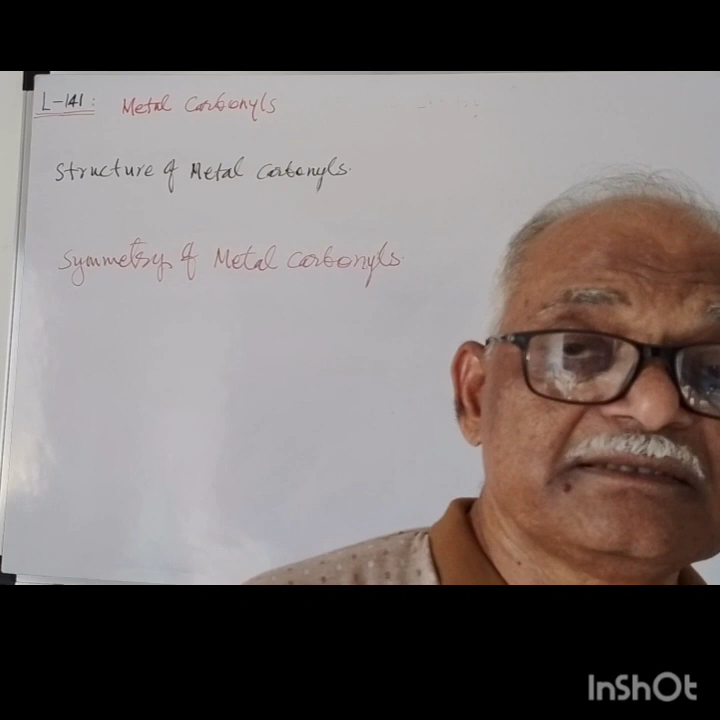 L-141: Metal Carbonyls
Structure of Metal Carbonyls.
Symmetry of Metal Carbonyls.
InShOt